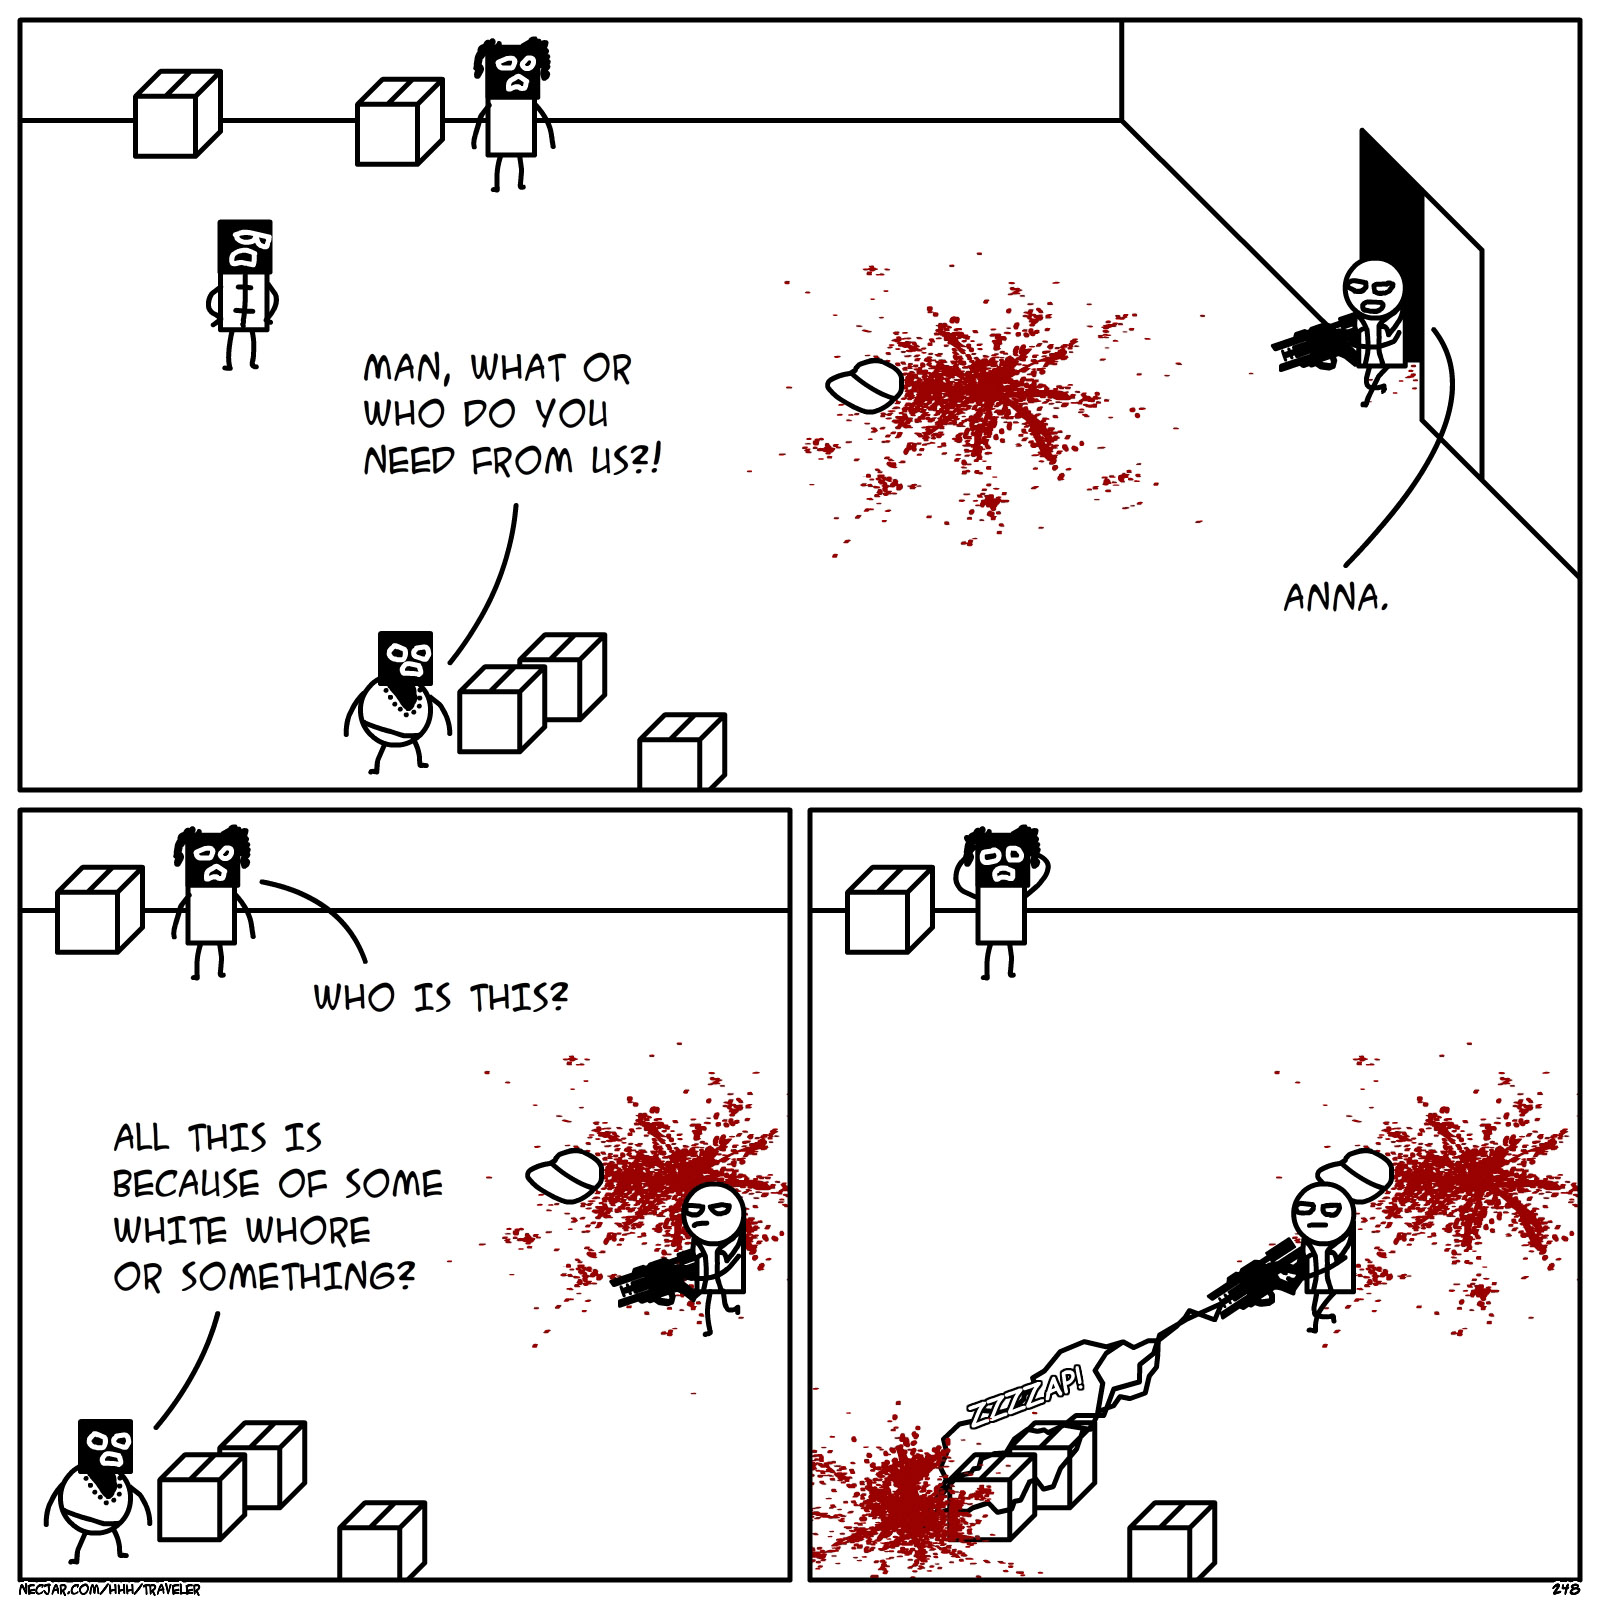 MAN, WHAT OR
WHO DO YOU
NEED FROM US?!
ANNA.
WHO IS THIS?
ALL THIS IS
BECAUSE OF SOME
WHITE WHORE
OR SOMETHING?
ZZZZZAP!
NECJAR.COM/HHH/TRAVELER
248